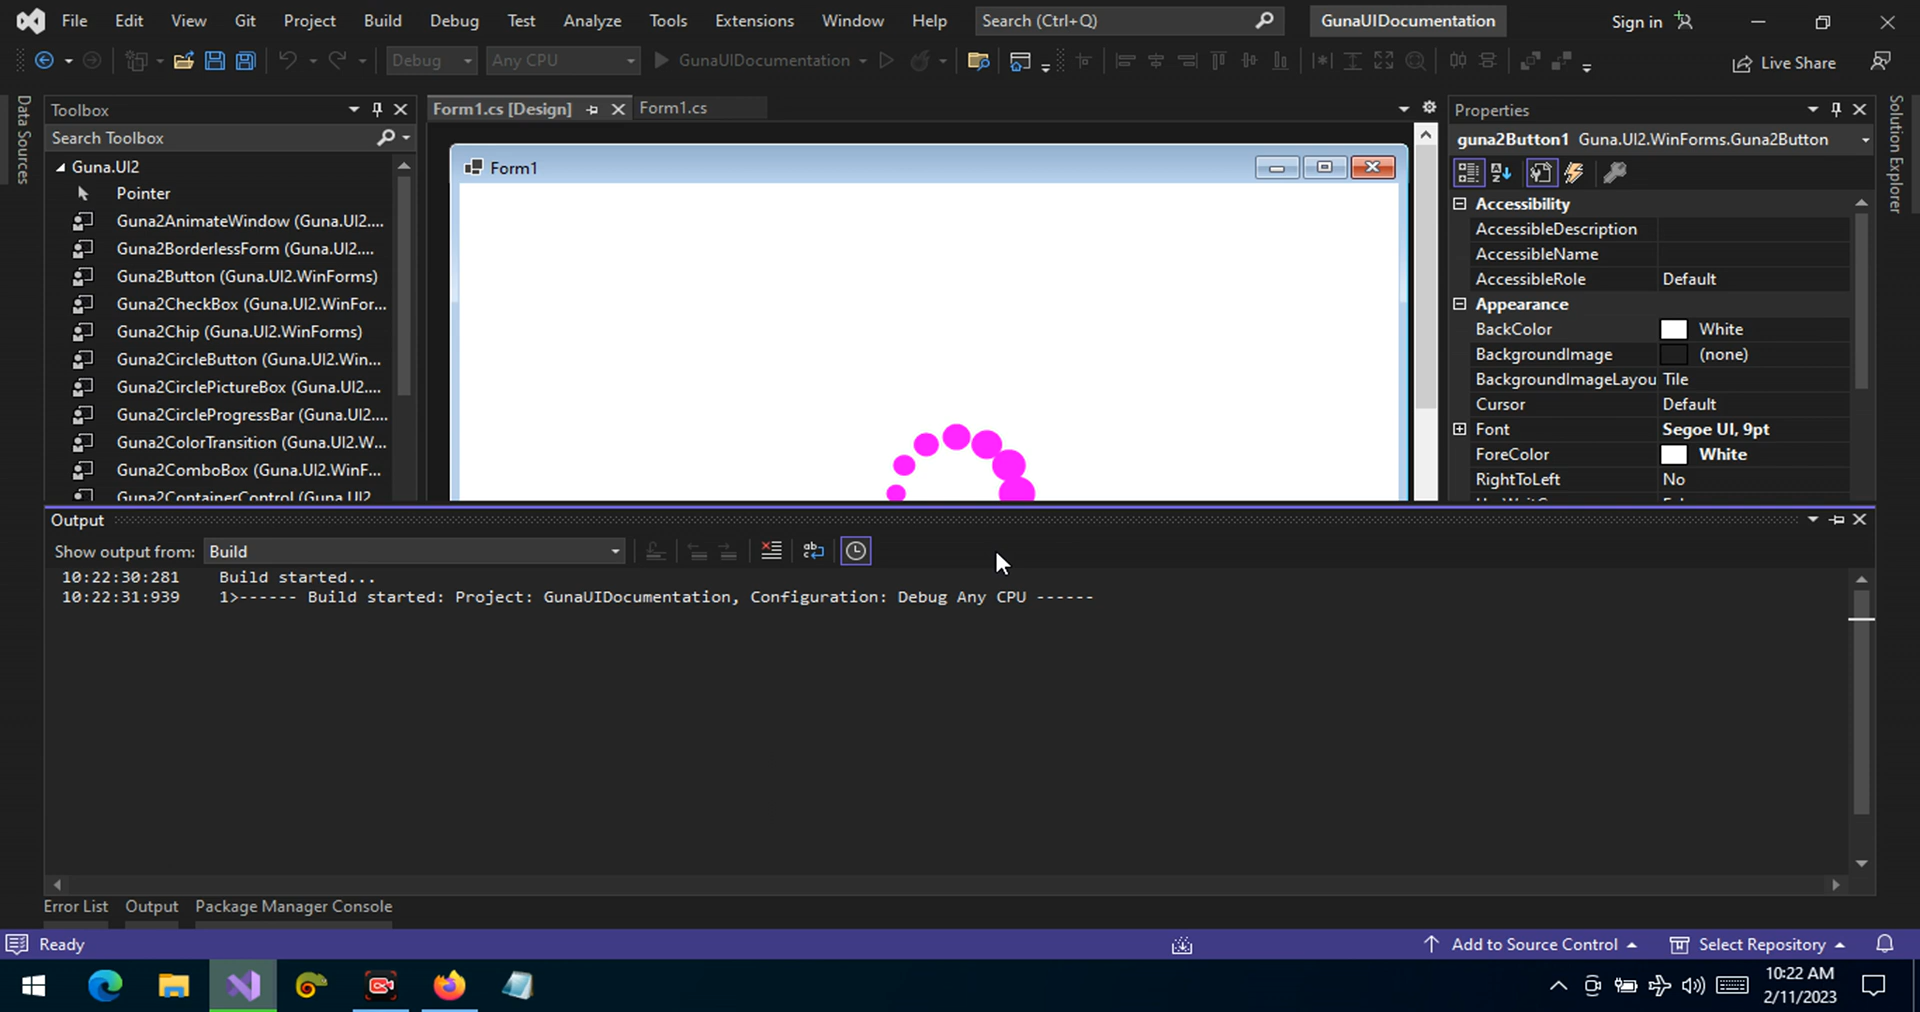 File Edit View Git Project Build Debug Test Analyze Tools Extensions Window Help Search (Ctrl+Q) GunaUIDocumentation Sign in
Debug Any CPU GunaUIDocumentation Live Share
Data Sources
Toolbox
Search Toolbox
Guna.UI2
Pointer
Guna2AnimateWindow (Guna.UI2....
Guna2BorderlessForm (Guna.UI2....
Guna2Button (Guna.UI2.WinForms)
Guna2CheckBox (Guna.UI2.WinFor...
Guna2Chip (Guna.UI2.WinForms)
Guna2CircleButton (Guna.UI2.Win...
Guna2CirclePictureBox (Guna.UI2....
Guna2CircleProgressBar (Guna.UI2....
Guna2ColorTransition (Guna.UI2.W...
Guna2ComboBox (Guna.UI2.WinF...
Guna2ContainerControl (Guna.UI2
Form1.cs [Design] Form1.cs
Form1
Properties
guna2Button1 Guna.UI2.WinForms.Guna2Button
Accessibility
AccessibleDescription
AccessibleName
AccessibleRole Default
Appearance
BackColor White
BackgroundImage (none)
BackgroundImageLayou Tile
Cursor Default
Font Segoe UI, 9pt
ForeColor White
RightToLeft No
Solution Explorer
Output
Show output from: Build
10:22:30:281 Build started...
10:22:31:939 1>------ Build started: Project: GunaUIDocumentation, Configuration: Debug Any CPU ------
Error List Output Package Manager Console
Ready Add to Source Control Select Repository
10:22 AM
2/11/2023